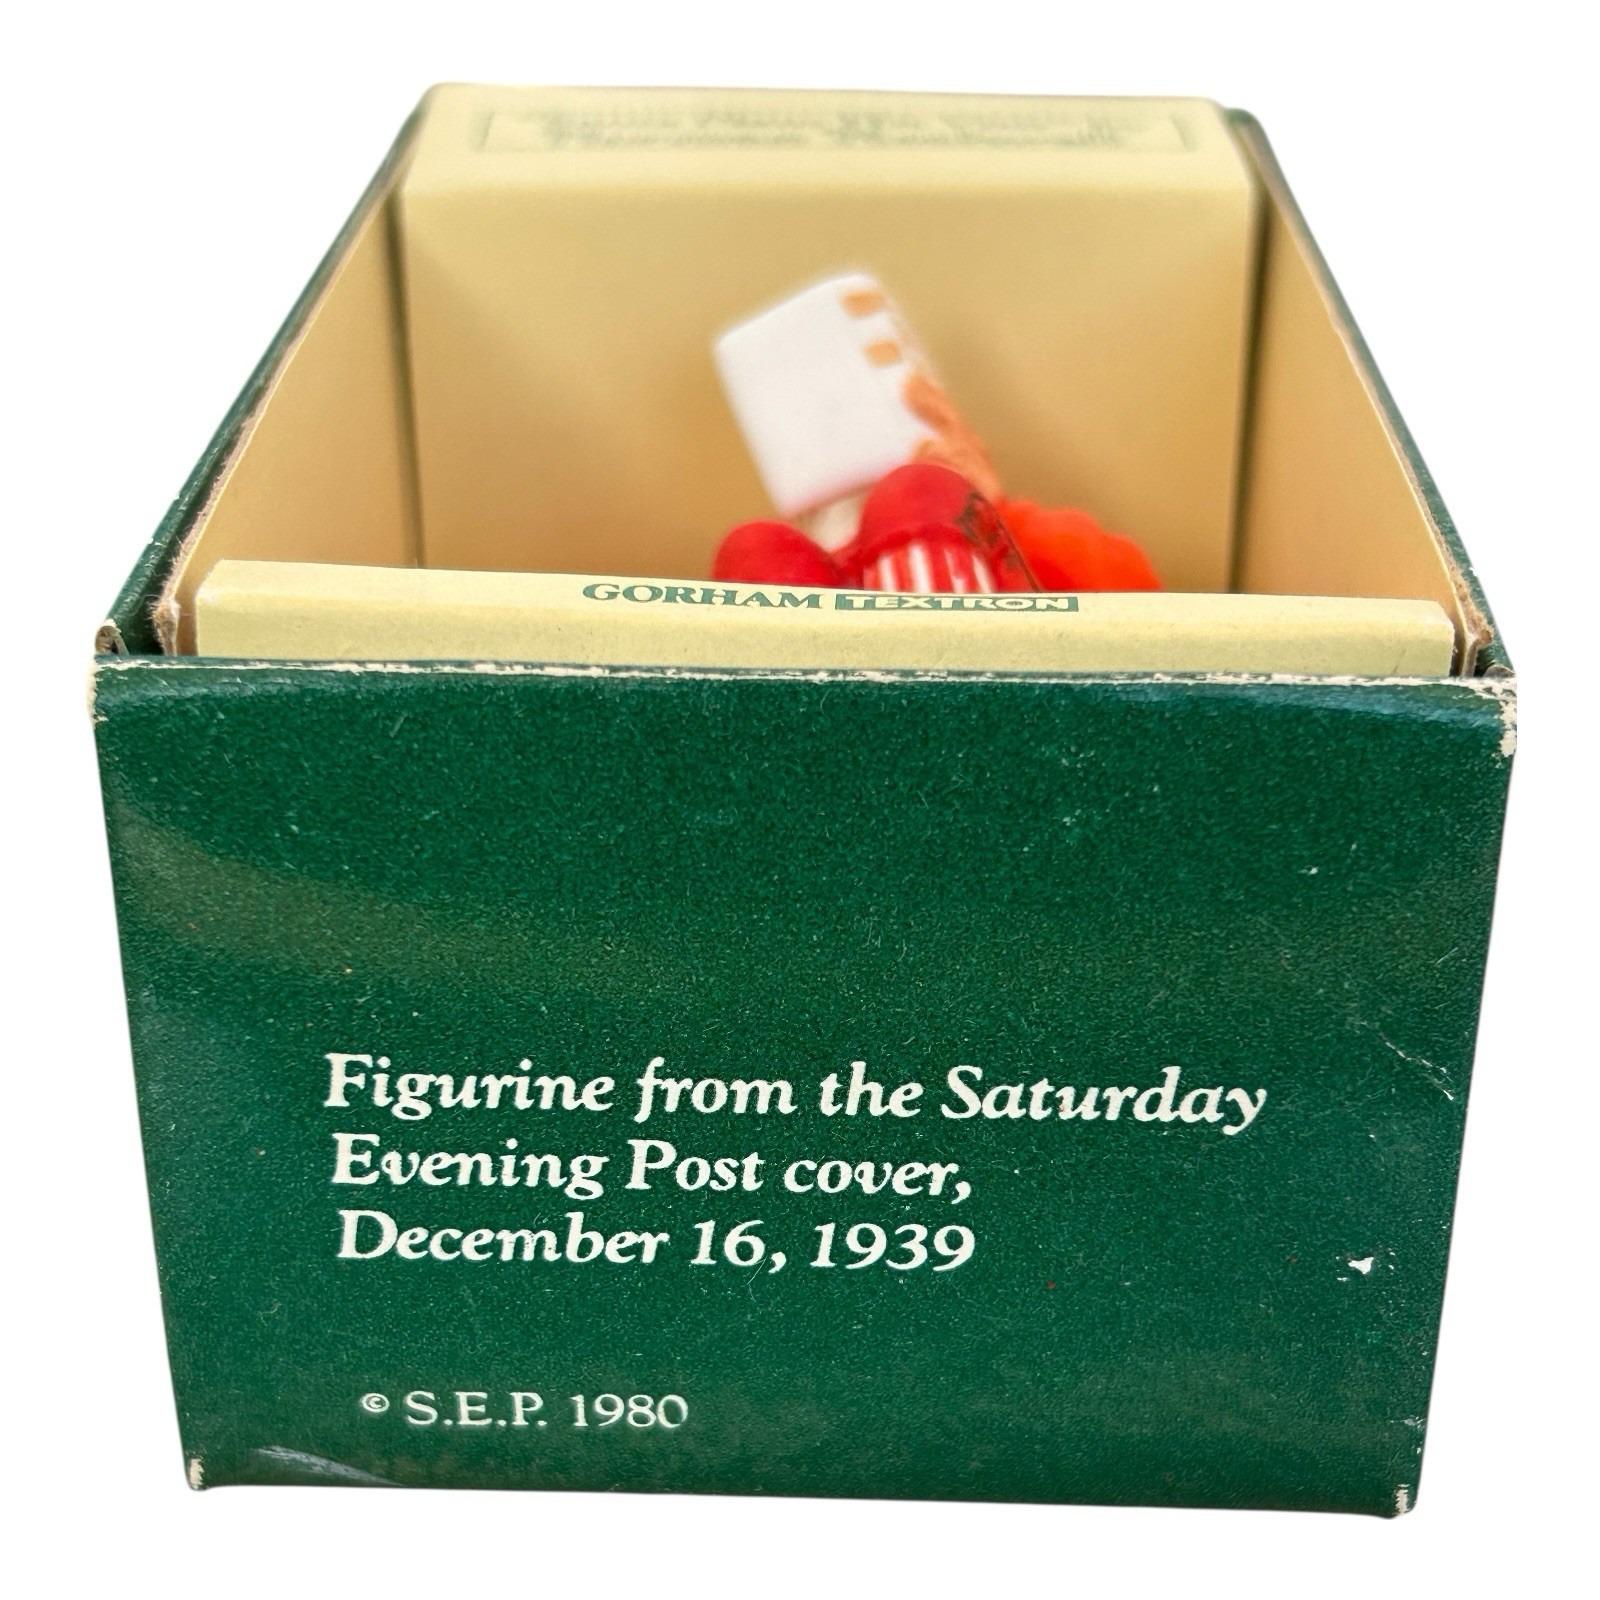 GORHAM TEXTRON
Figurine from the Saturday
Evening Post cover,
December 16, 1939
© S.E.P. 1980